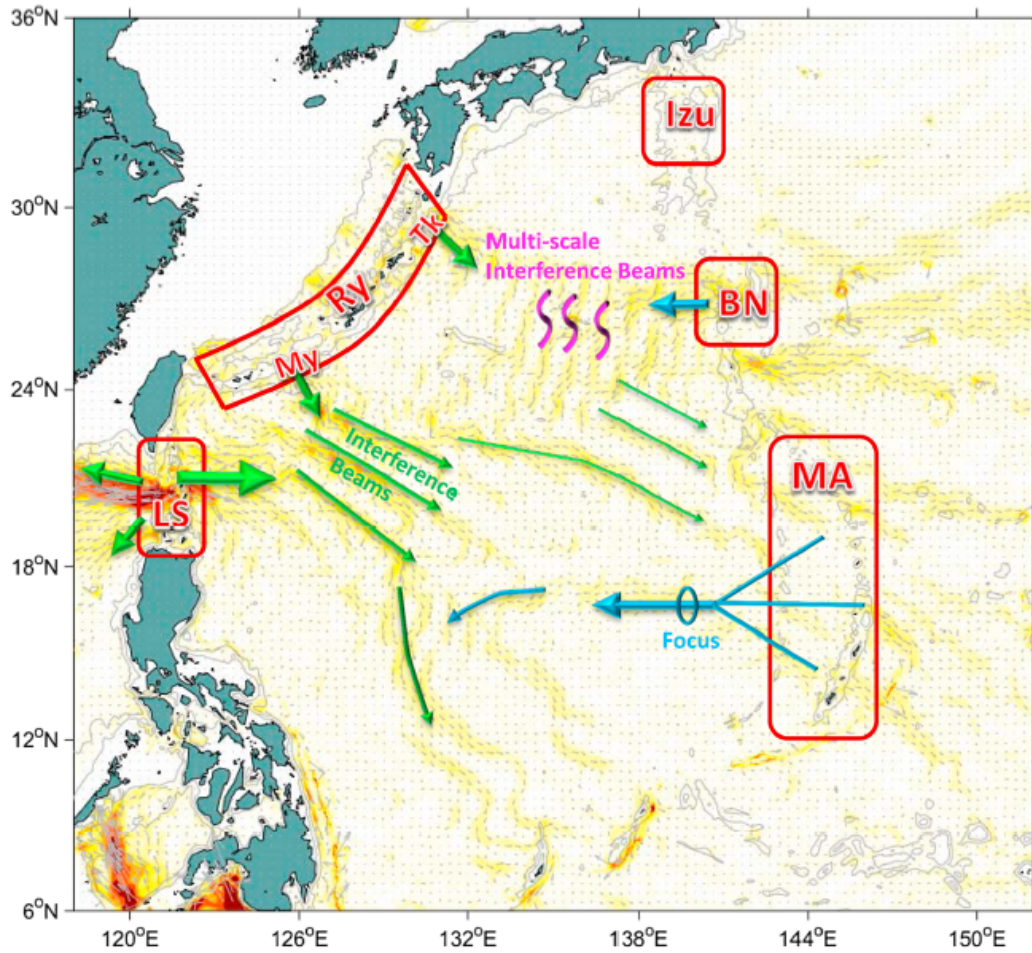 36°N
30°N
24°N
18°N
12°N
6°N
120°E
126°E
132°E
138°E
144°E
150°E
Izu
Tk
Multi-scale
Interference Beams
Ry
BN
My
Interference
Beams
MA
LS
Focus